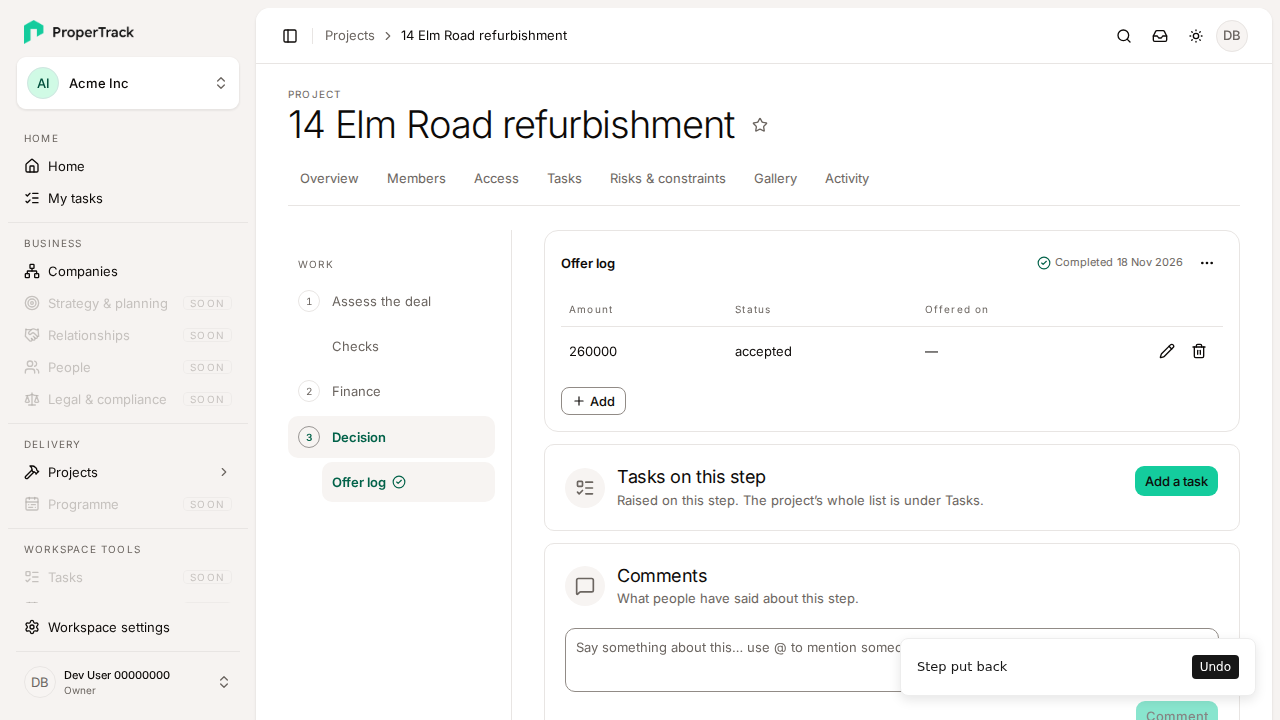 ProperTrack
AI
Acme Inc
HOME
Home
My tasks
BUSINESS
Companies
Strategy & planning SOON
Relationships SOON
People SOON
Legal & compliance SOON
DELIVERY
Projects
Programme SOON
WORKSPACE TOOLS
Tasks SOON
Workspace settings
DB
Dev User 00000000
Owner
Projects
14 Elm Road refurbishment
DB
PROJECT
14 Elm Road refurbishment
Overview Members Access Tasks Risks & constraints Gallery Activity
WORK
1 Assess the deal
Checks
2 Finance
3 Decision
Offer log
Offer log
Completed 18 Nov 2026
Amount Status Offered on
260000 accepted —
Add
Tasks on this step
Raised on this step. The project’s whole list is under Tasks.
Add a task
Comments
What people have said about this step.
Say something about this… use @ to mention
Step put back
Undo
Comment